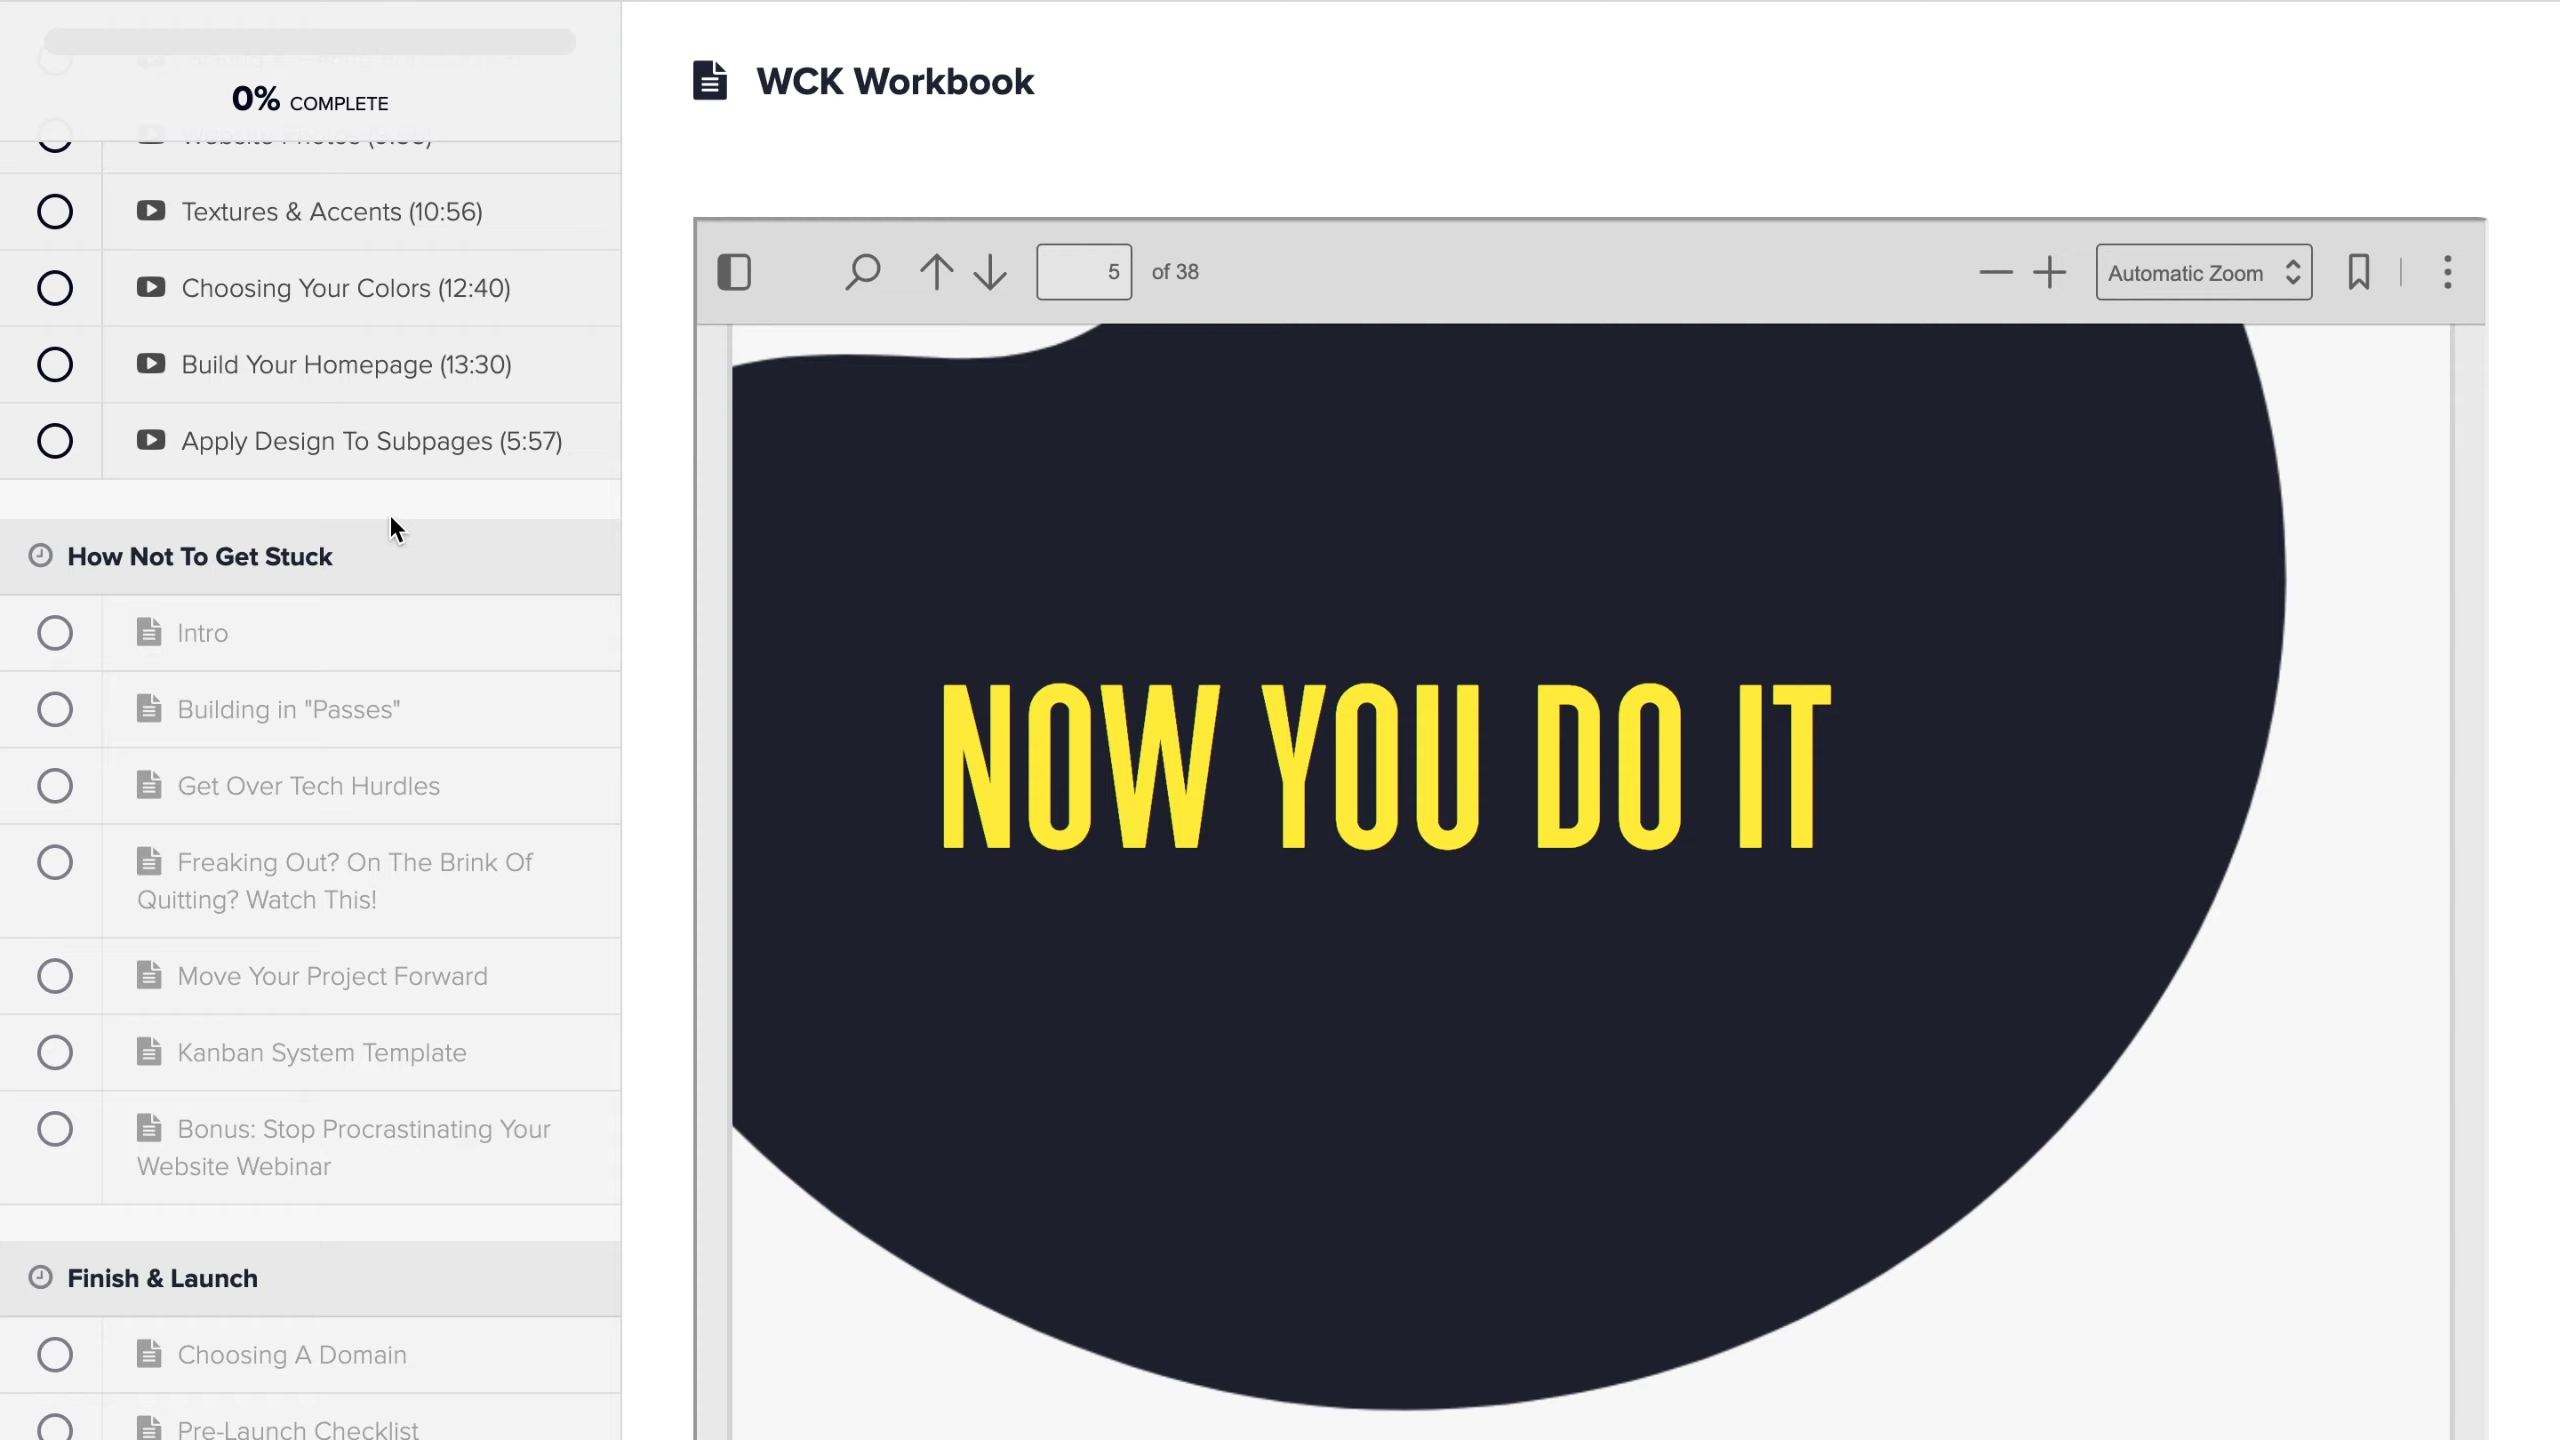 0% COMPLETE
Website Photos
Textures & Accents (10:56)
Choosing Your Colors (12:40)
Build Your Homepage (13:30)
Apply Design To Subpages (5:57)
How Not To Get Stuck
Intro
Building in "Passes"
Get Over Tech Hurdles
Freaking Out? On The Brink Of
Quitting? Watch This!
Move Your Project Forward
Kanban System Template
Bonus: Stop Procrastinating Your
Website Webinar
Finish & Launch
Choosing A Domain
Pre-Launch Checklist
WCK Workbook
5 of 38
Automatic Zoom
NOW YOU DO IT